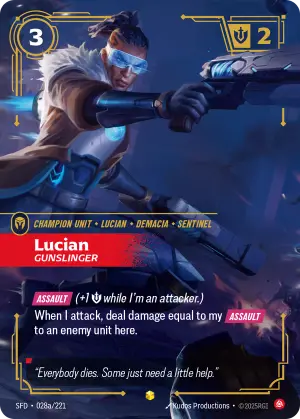 3
2
CHAMPION UNIT • LUCIAN • DEMACIA • SENTINEL
Lucian
GUNSLINGER
ASSAULT (+1 while I'm an attacker.)
When I attack, deal damage equal to my ASSAULT
to an enemy unit here.
"Everybody dies. Some just need a little help."
SFD • 028a/221
Kudos Productions • ©2025RGI